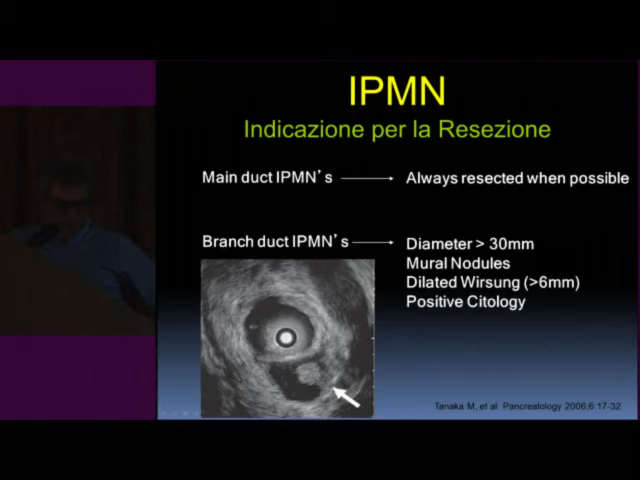 IPMN
Indicazione per la Resezione
Main duct IPMN's
Always resected when possible
Branch duct IPMN's
Diameter > 30mm
Mural Nodules
Dilated Wirsung (>6mm)
Positive Citology
Tanaka M, et al. Pancreatology 2006;6:17-32.